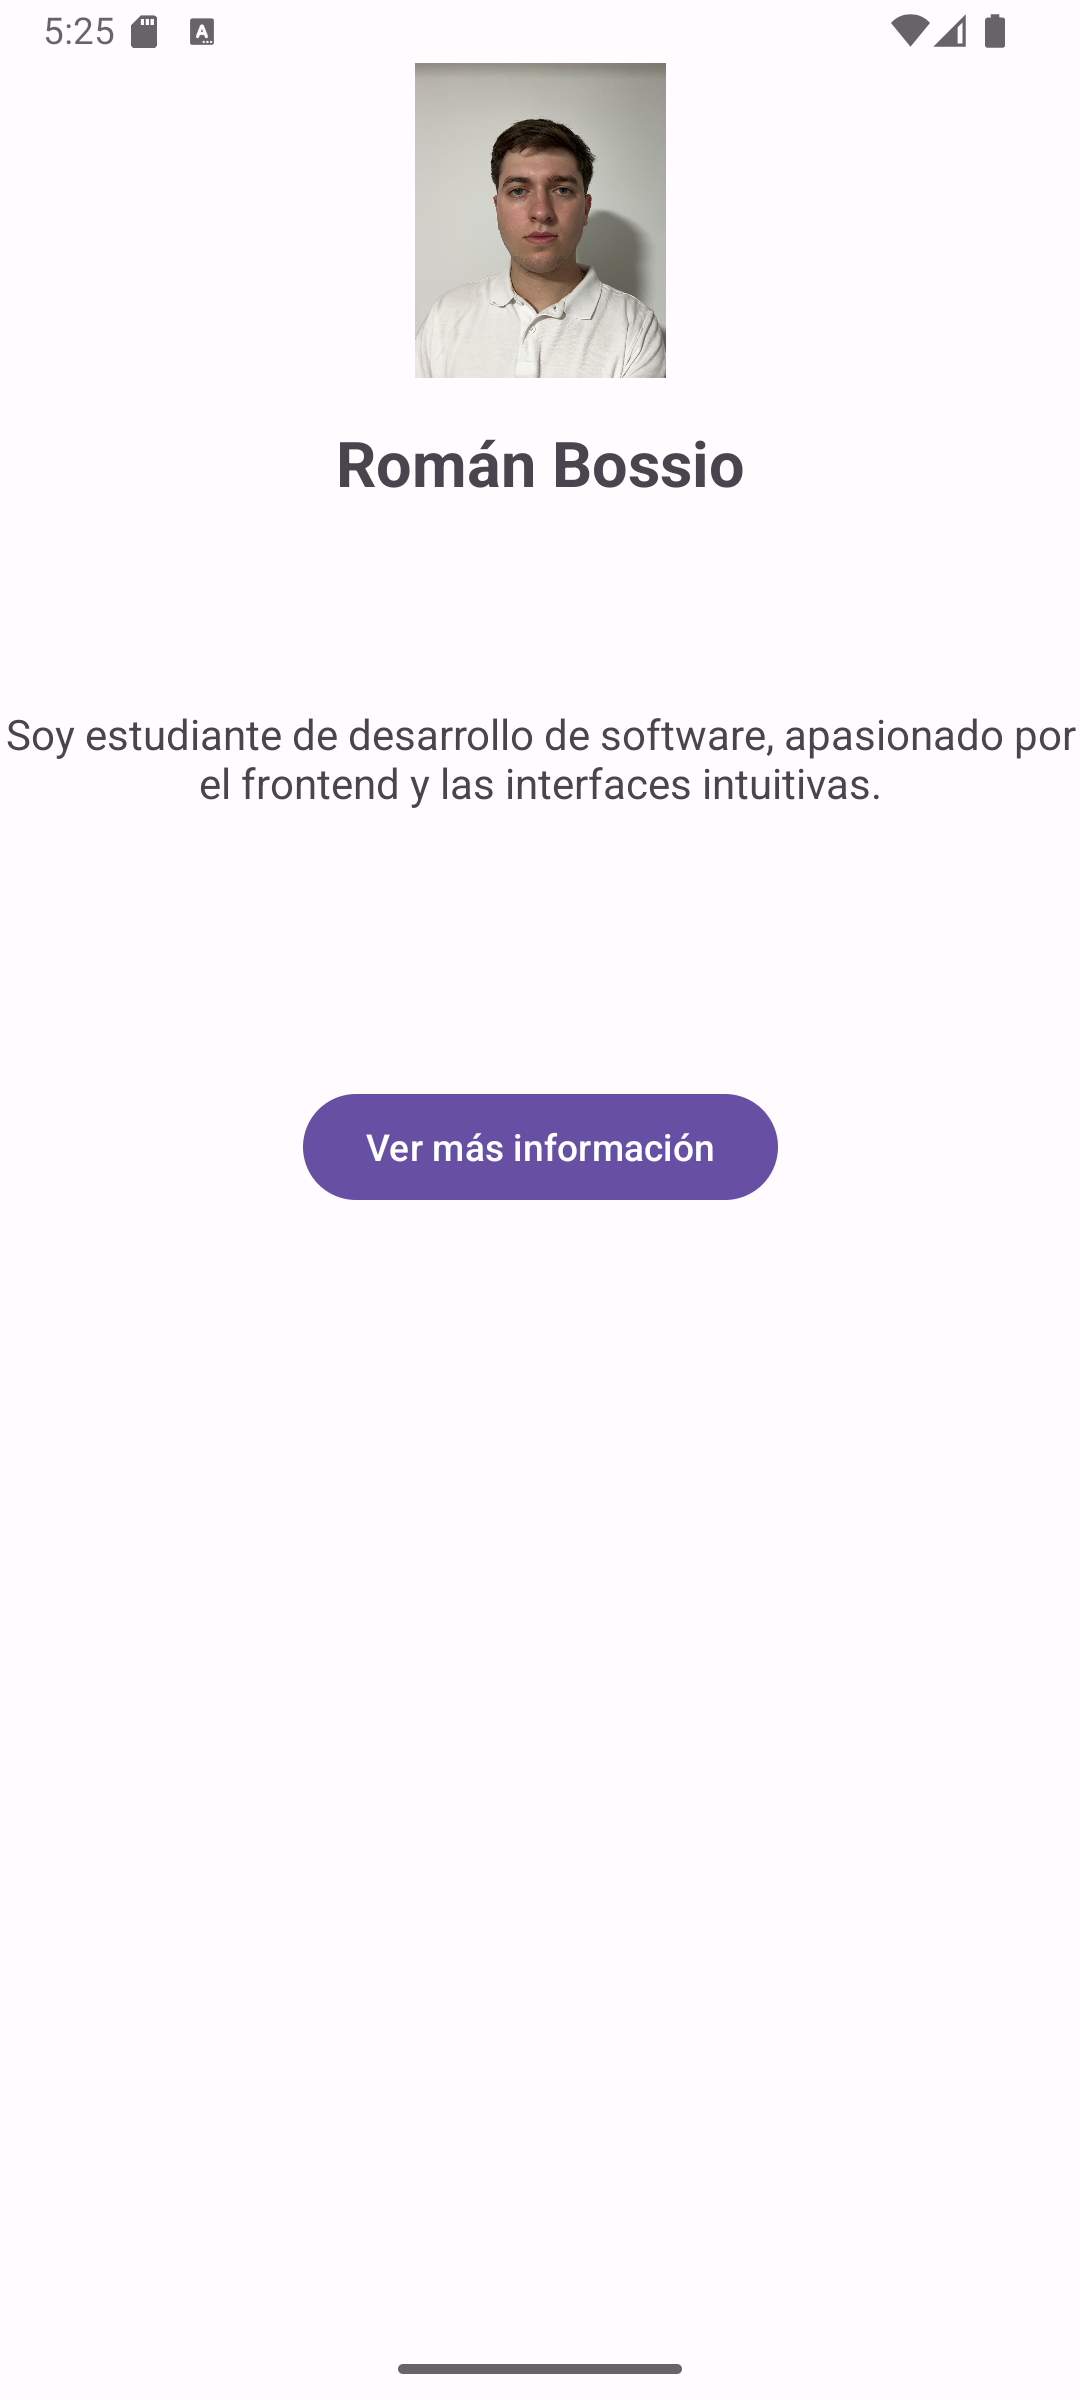 5:25
Román Bossio
Soy estudiante de desarrollo de software, apasionado por
el frontend y las interfaces intuitivas.
Ver más información